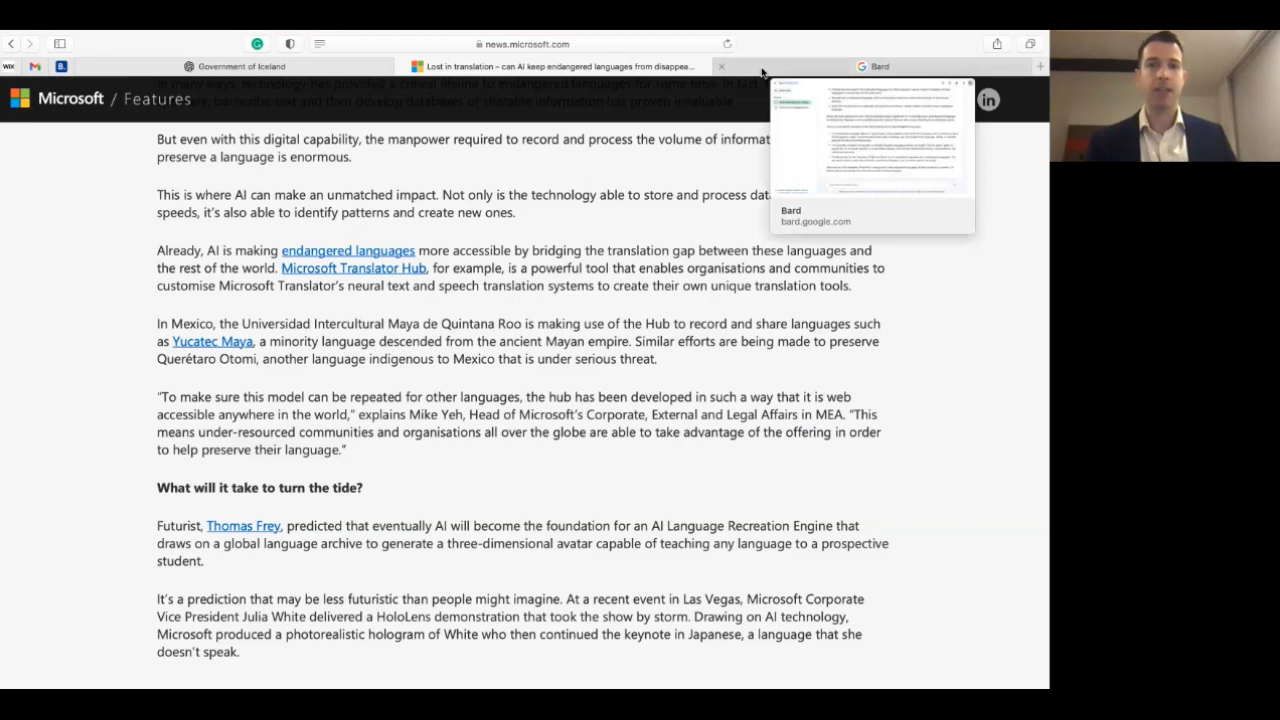 news.microsoft.com
WIX
B.
Government of Iceland
Lost in translation – can AI keep endangered languages from disappea...
Bard
Microsoft / Features
in
While this digital capability, the manpower required to record and process the volume of
preserve a language is enormous.
This is where AI can make an unmatched impact. Not only is the technology able to store and process
speeds, it's also able to identify patterns and create new ones.
Bard
bard.google.com
Already, AI is making endangered languages more accessible by bridging the translation gap between these languages and
the rest of the world. Microsoft Translator Hub, for example, is a powerful tool that enables organisations and communities to
customise Microsoft Translator's neural text and speech translation systems to create their own unique translation tools.
In Mexico, the Universidad Intercultural Maya de Quintana Roo is making use of the Hub to record and share languages such
as Yucatec Maya, a minority language descended from the ancient Mayan empire. Similar efforts are being made to preserve
Querétaro Otomi, another language indigenous to Mexico that is under serious threat.
"To make sure this model can be repeated for other languages, the hub has been developed in such a way that it is web
accessible anywhere in the world," explains Mike Yeh, Head of Microsoft's Corporate, External and Legal Affairs in MEA. "This
means under-resourced communities and organisations all over the globe are able to take advantage of the offering in order
to help preserve their language."
What will it take to turn the tide?
Futurist, Thomas Frey, predicted that eventually AI will become the foundation for an AI Language Recreation Engine that
draws on a global language archive to generate a three-dimensional avatar capable of teaching any language to a prospective
student.
It's a prediction that may be less futuristic than people might imagine. At a recent event in Las Vegas, Microsoft Corporate
Vice President Julia White delivered a HoloLens demonstration that took the show by storm. Drawing on AI technology,
Microsoft produced a photorealistic hologram of White who then continued the keynote in Japanese, a language that she
doesn't speak.